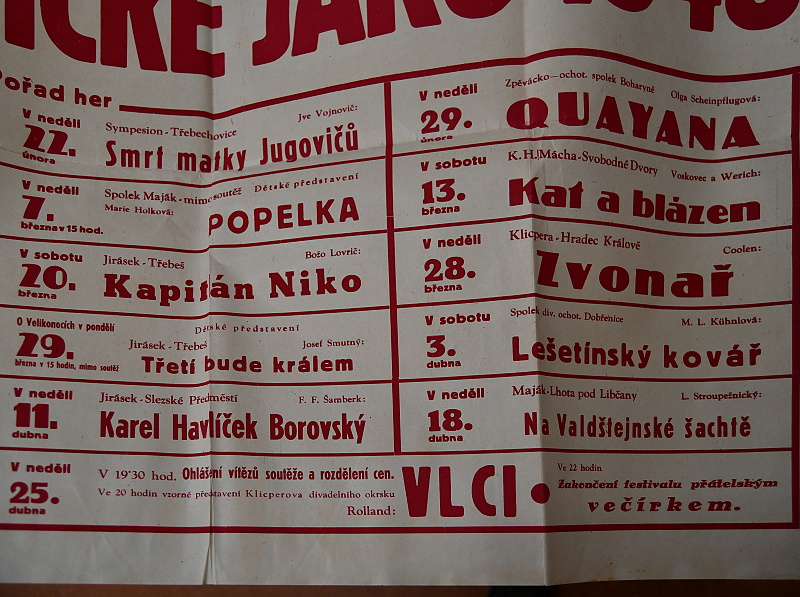 Pořad her
V neděli
22.
února
Sympesion - Třebechovice
Jve Vojnovič:
Smrt matky Jugovičů
V neděli
29.
února
Zpěvácko-ochot. spolek Boharyně
Olga Scheinpflugová:
QUAYANA
V neděli
7.
března v 15 hod.
Spolek Maják - mimo soutěž
Dětské představení
Marie Holková:
POPELKA
V sobotu
13.
března
K. H. Mácha-Svobodné Dvory
Voskovec a Werich:
Kat a blázen
V sobotu
20.
března
Jirásek - Třebeš
Božo Lovrič:
Kapitán Niko
V neděli
28.
března
Klicpera - Hradec Králové
Coolen:
Zvonař
O Velikonocích v pondělí
29.
března v 15 hodin, mimo soutěž
Dětské představení
Jirásek - Třebeš
Josef Smutný:
Třetí bude králem
V sobotu
3.
dubna
Spolek div. ochot. Dobřenice
M. L. Kühnlová:
Lešetínský kovář
V neděli
11.
dubna
Jirásek - Slezské Předměstí
F. F. Šamberk:
Karel Havlíček Borovský
V neděli
18.
dubna
Maják - Lhota pod Libčany
L. Stroupežnický:
Na Valdštejnské šachtě
V neděli
25.
dubna
V 19'30 hod. Ohlášení vítězů soutěže a rozdělení cen.
Ve 20 hodin vzorné představení Klicperova divadelního okrsku
Rolland:
VLCI •
Ve 22 hodin
Zakončení festivalu přátelským
večírkem.